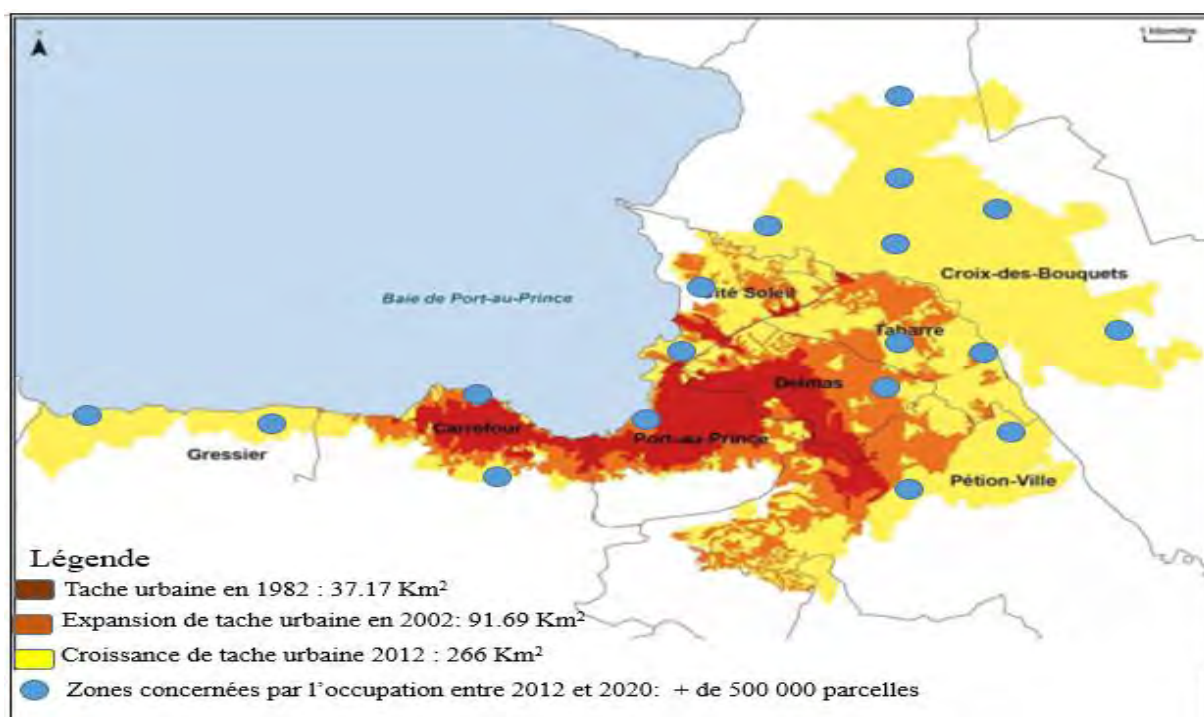 1 kilomètre
Croix-des-Bouquets
Baie de Port-au-Prince
Cité Soleil
Tabarre
Delmas
Carrefour
Port-au-Prince
Gressier
Pétion-Ville
Légende
Tache urbaine en 1982 : 37.17 Km²
Expansion de tache urbaine en 2002: 91.69 Km²
Croissance de tache urbaine 2012 : 266 Km²
Zones concernées par l’occupation entre 2012 et 2020: + de 500 000 parcelles